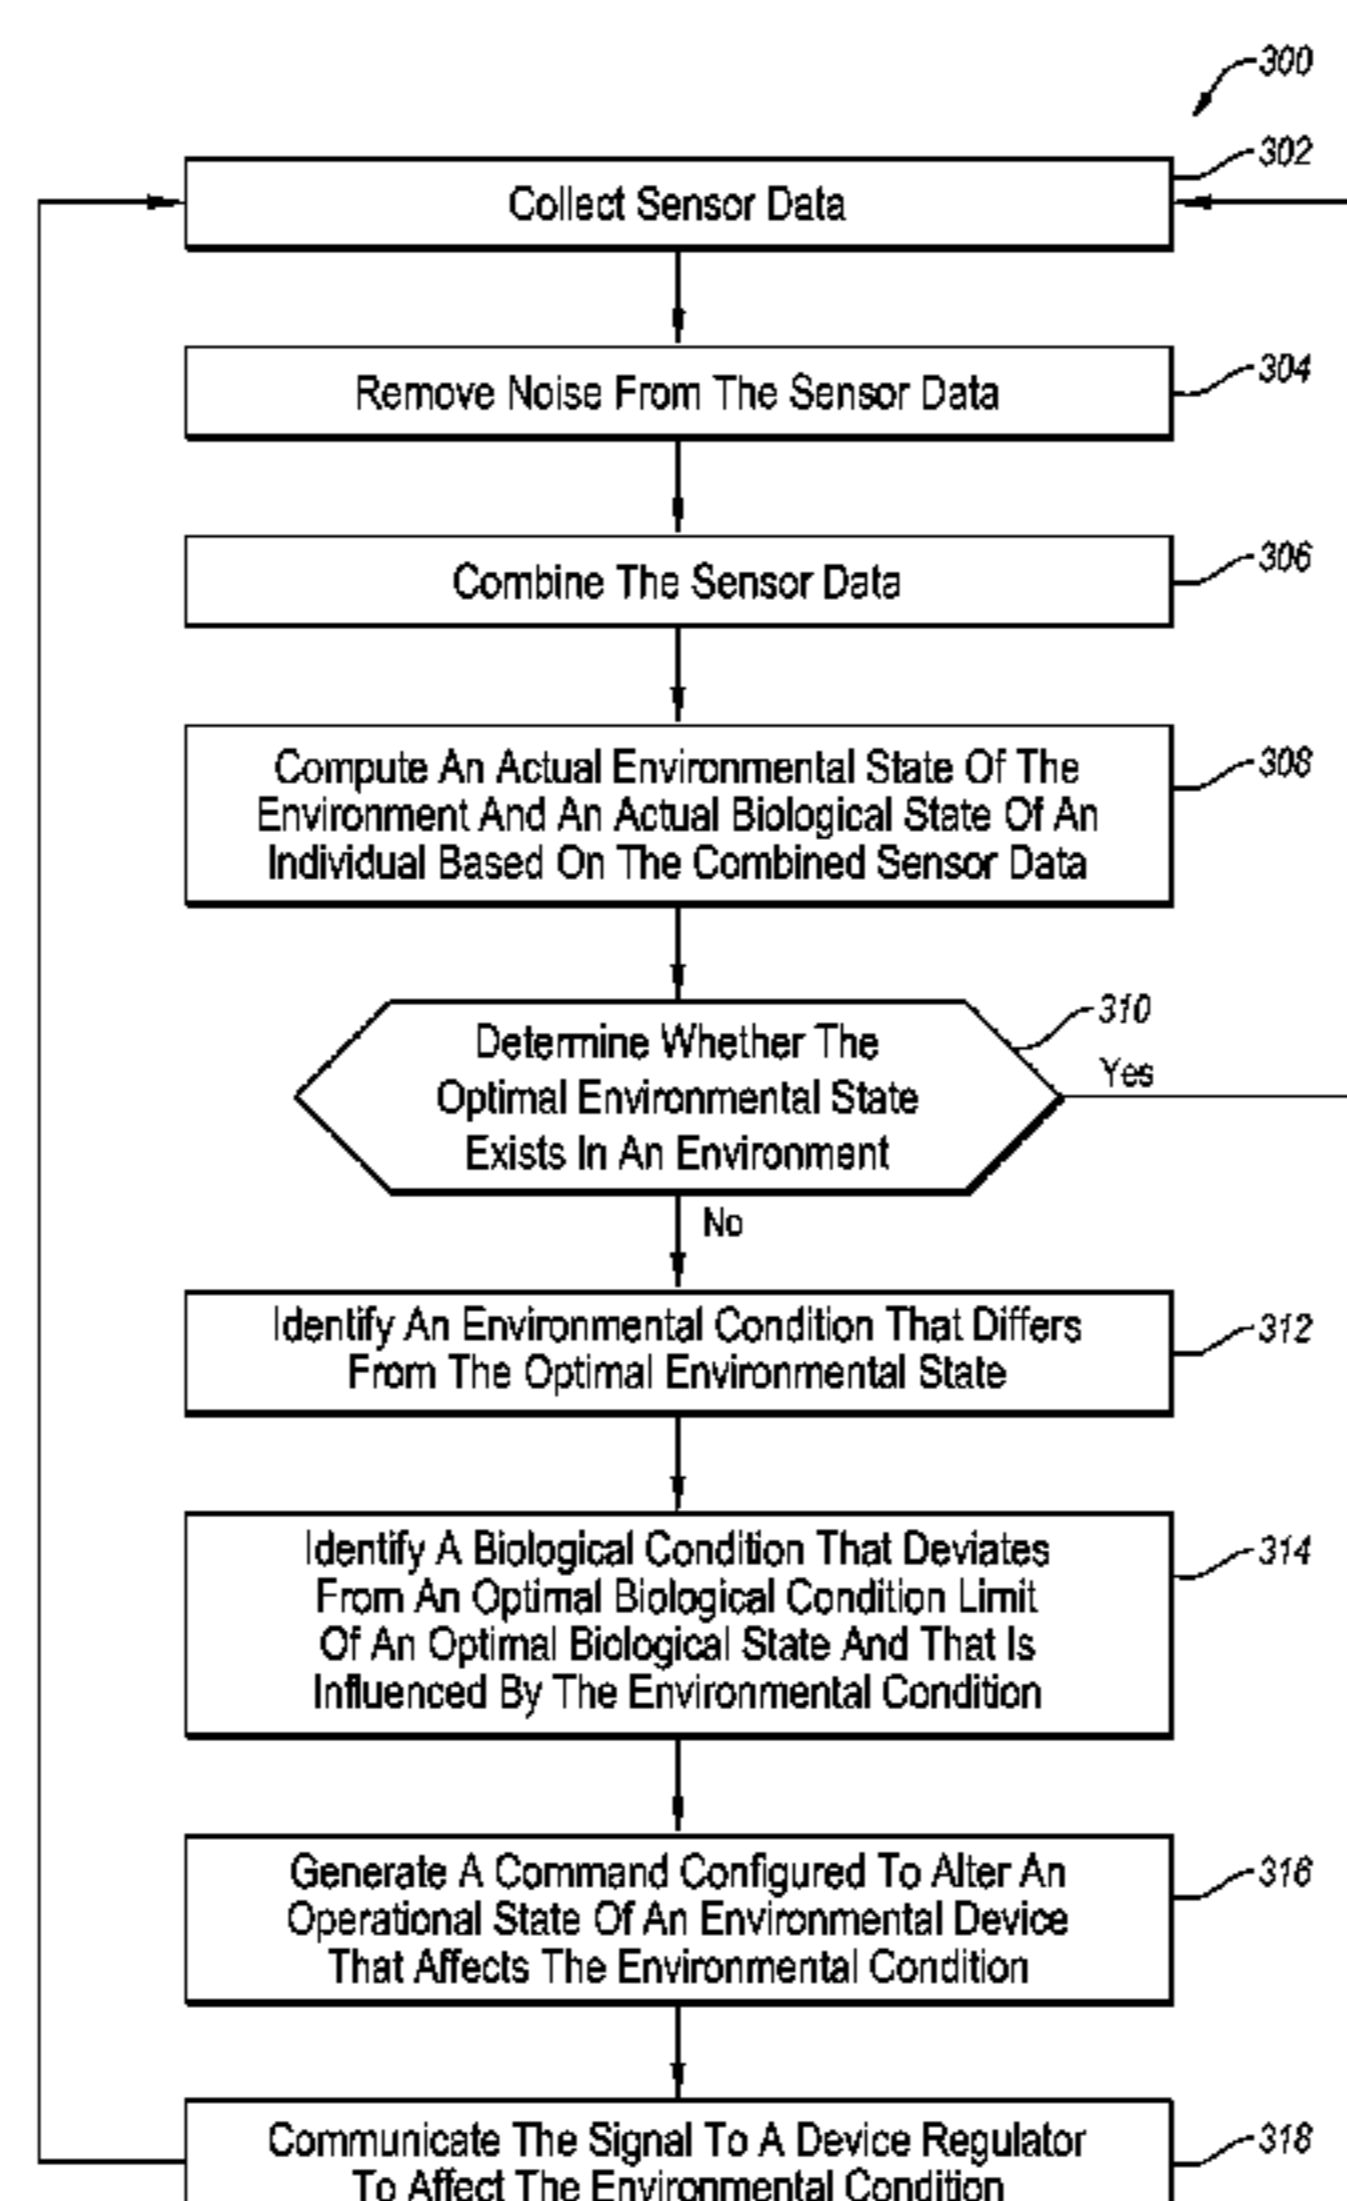 300
302
Collect Sensor Data
304
Remove Noise From The Sensor Data
306
Combine The Sensor Data
308
Compute An Actual Environmental State Of The
Environment And An Actual Biological State Of An
Individual Based On The Combined Sensor Data
310
Determine Whether The
Optimal Environmental State
Exists In An Environment
Yes
No
312
Identify An Environmental Condition That Differs
From The Optimal Environmental State
314
Identify A Biological Condition That Deviates
From An Optimal Biological Condition Limit
Of An Optimal Biological State And That Is
Influenced By The Environmental Condition
316
Generate A Command Configured To Alter An
Operational State Of An Environmental Device
That Affects The Environmental Condition
318
Communicate The Signal To A Device Regulator
To Affect The Environmental Condition